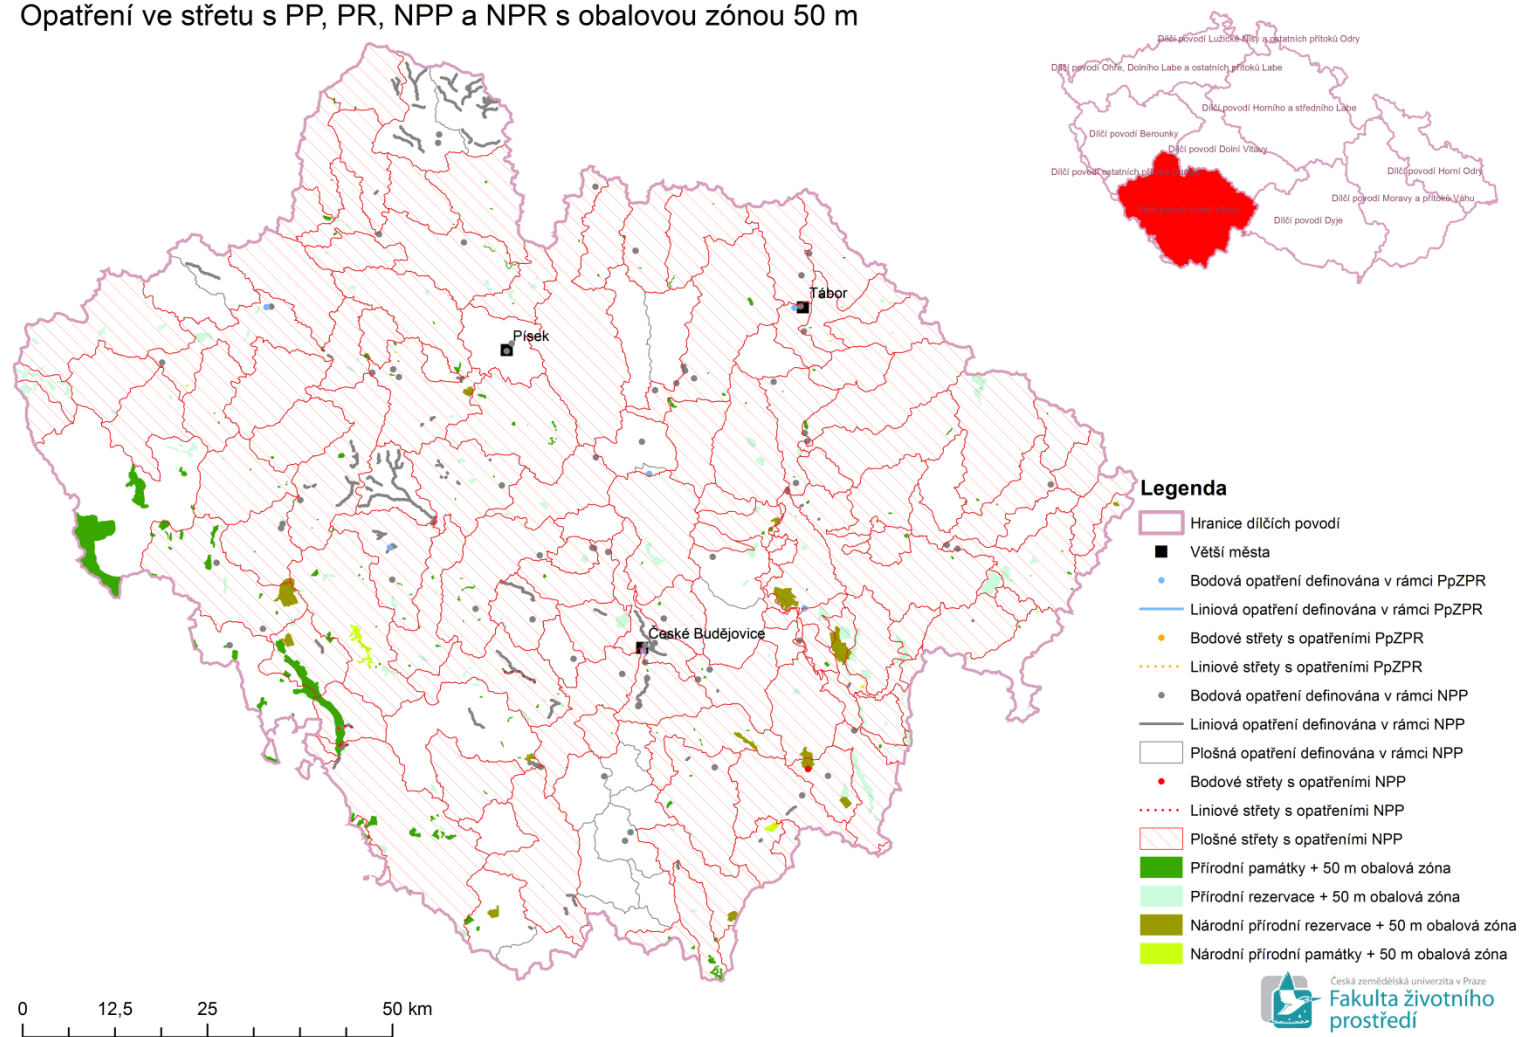 Opatření ve střetu s PP, PR, NPP a NPR s obalovou zónou 50 m
Dílčí povodí Lužické Nisy a ostatních přítoků Odry
Dílčí povodí Ohře, Dolního Labe a ostatních přítoků Labe
Dílčí povodí Horního a středního Labe
Dílčí povodí Berounky
Dílčí povodí Dolní Vltavy
Dílčí povodí ostatních
Dílčí povodí Horní Odry
Dílčí povodí Moravy a přítoků Váhu
Dílčí povodí Horní Vltavy
Dílčí povodí Dyje
Tábor
Písek
České Budějovice
Legenda
Hranice dílčích povodí
Větší města
Bodová opatření definována v rámci PpZPR
Liniová opatření definována v rámci PpZPR
Bodové střety s opatřeními PpZPR
Liniové střety s opatřeními PpZPR
Bodová opatření definována v rámci NPP
Liniová opatření definována v rámci NPP
Plošná opatření definována v rámci NPP
Bodové střety s opatřeními NPP
Liniové střety s opatřeními NPP
Plošné střety s opatřeními NPP
Přírodní památky + 50 m obalová zóna
Přírodní rezervace + 50 m obalová zóna
Národní přírodní rezervace + 50 m obalová zóna
Národní přírodní památky + 50 m obalová zóna
0 12,5 25 50 km
Česká zemědělská univerzita v Praze
Fakulta životního
prostředí